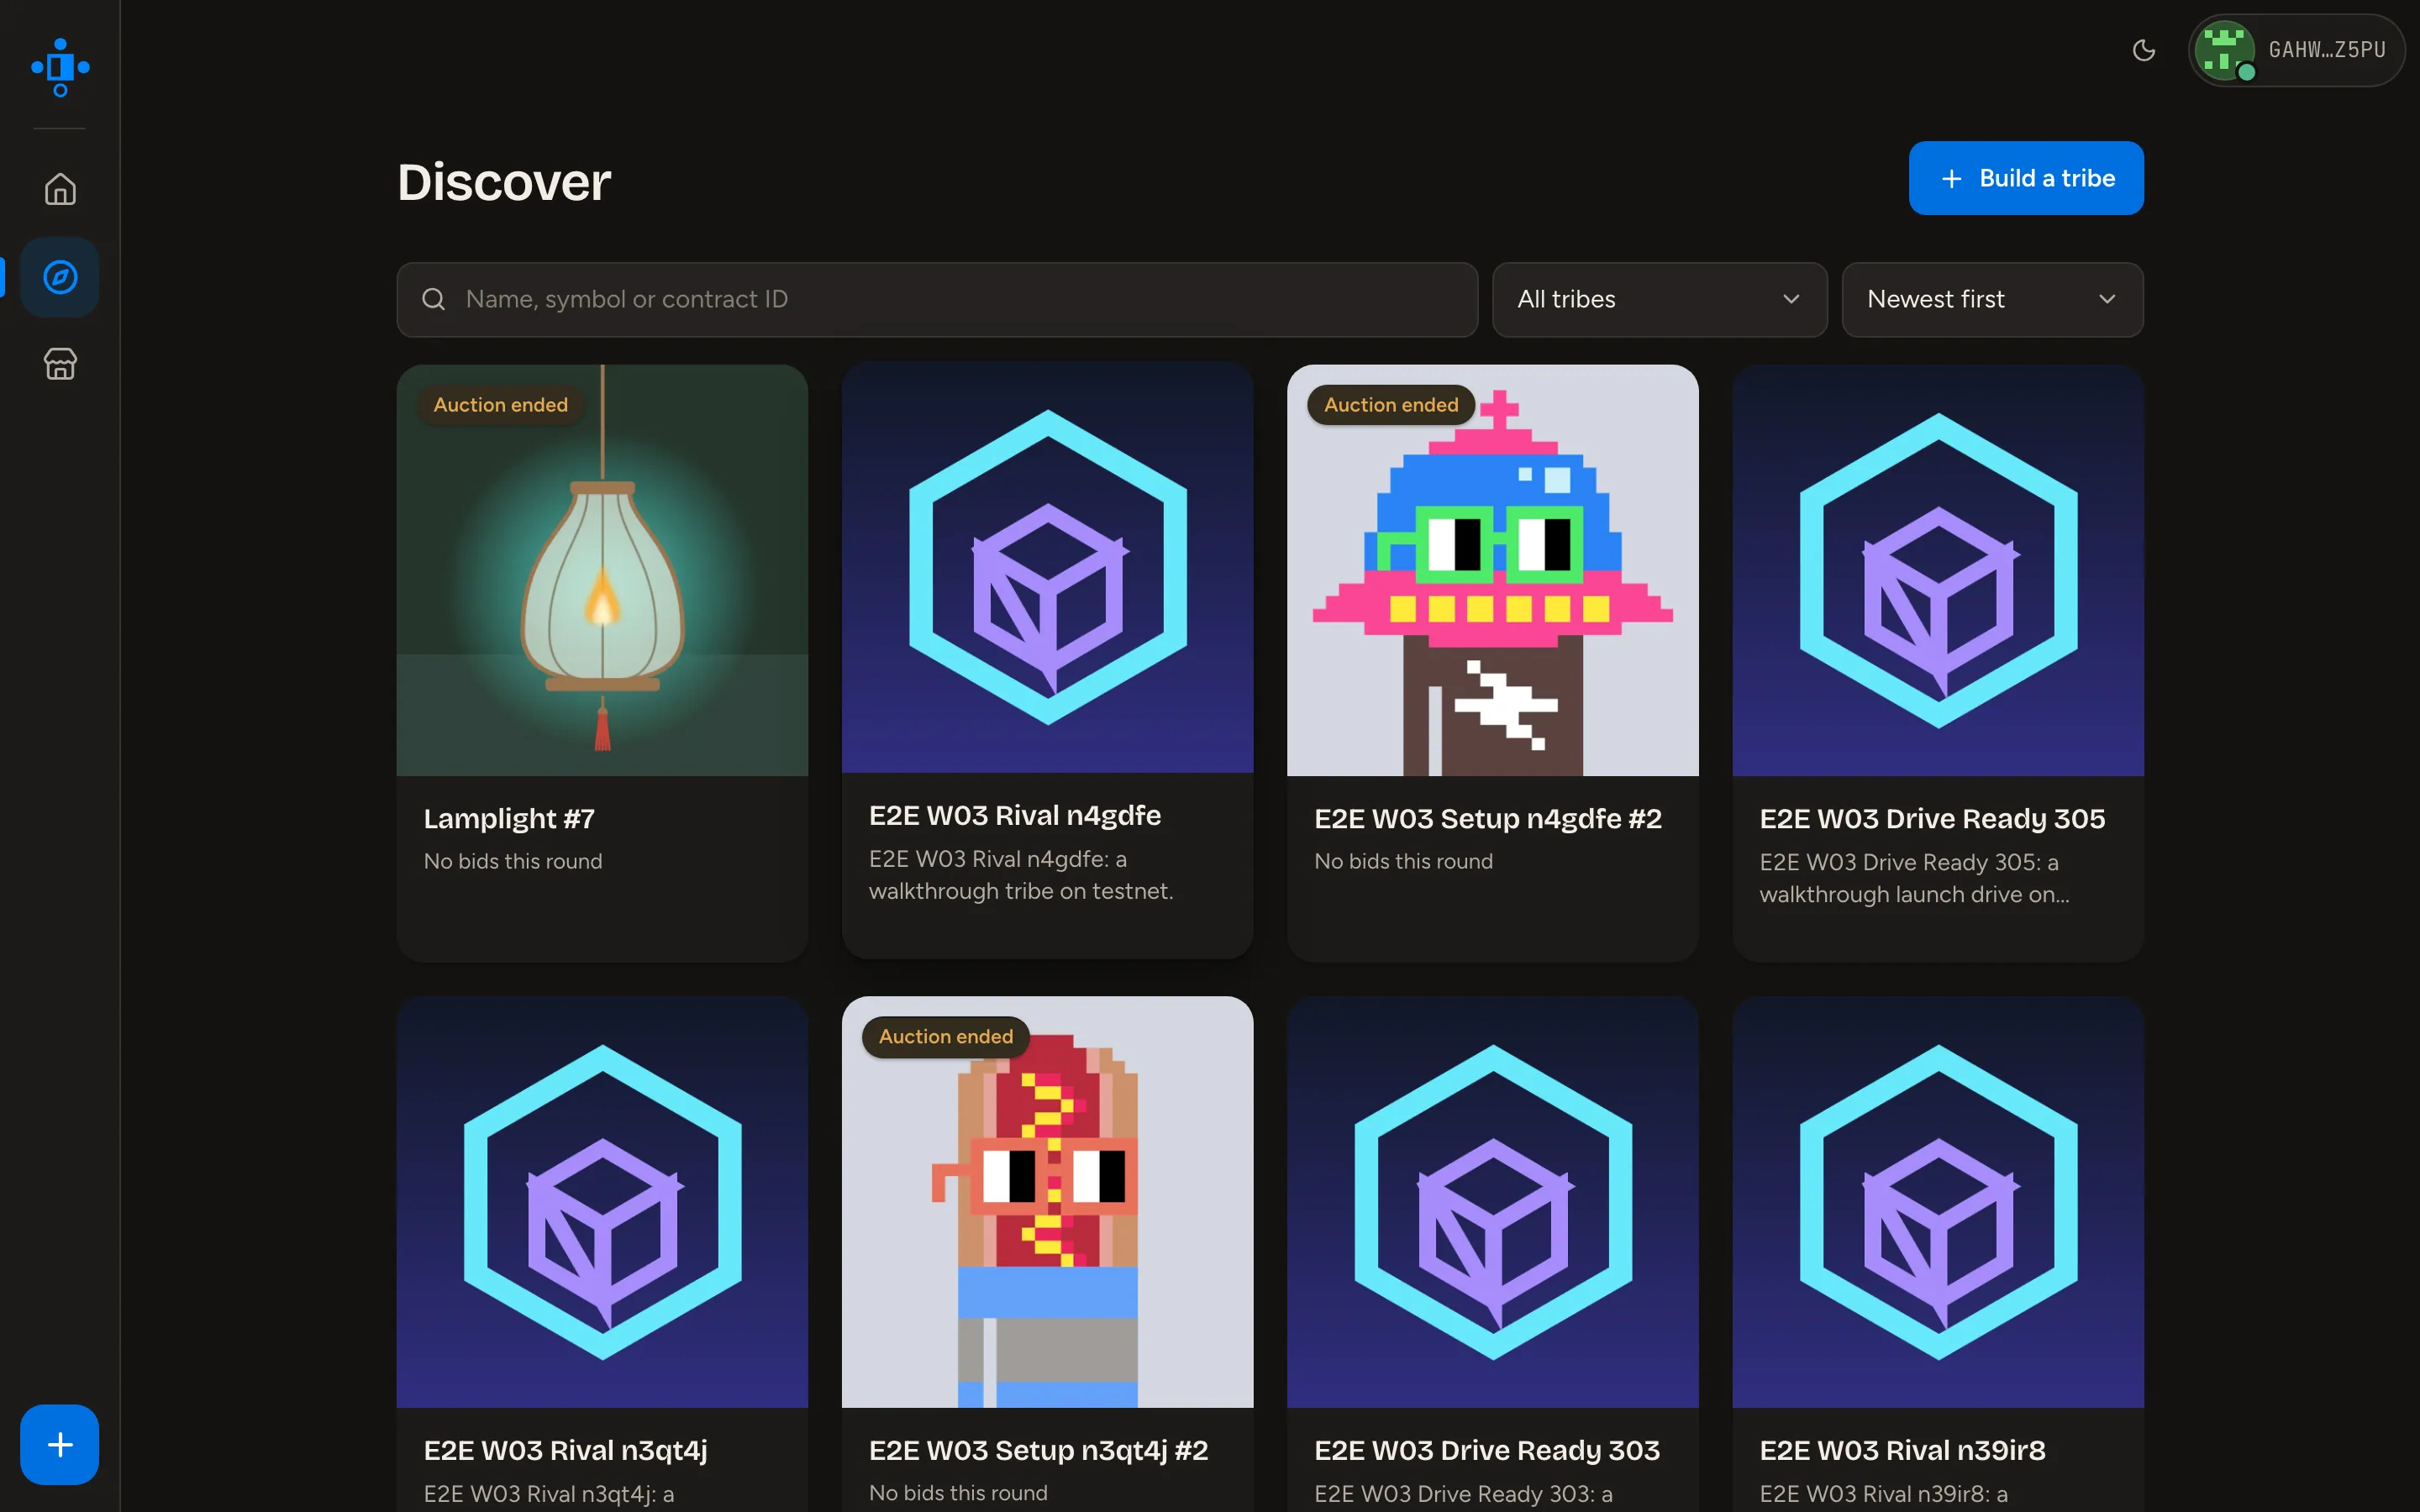 GAHW…Z5PU
Discover
Build a tribe
Name, symbol or contract ID
All tribes
Newest first
Auction ended
Lamplight #7
No bids this round
E2E W03 Rival n4gdfe
E2E W03 Rival n4gdfe: a
walkthrough tribe on testnet.
Auction ended
E2E W03 Setup n4gdfe #2
No bids this round
E2E W03 Drive Ready 305
E2E W03 Drive Ready 305: a
walkthrough launch drive on...
E2E W03 Rival n3qt4j
E2E W03 Rival n3qt4j: a
Auction ended
E2E W03 Setup n3qt4j #2
No bids this round
E2E W03 Drive Ready 303
E2E W03 Drive Ready 303: a
E2E W03 Rival n39ir8
E2E W03 Rival n39ir8: a